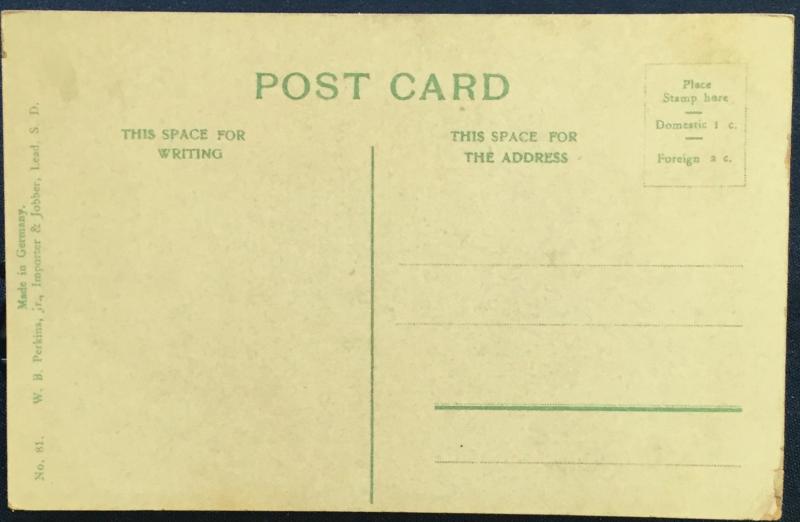 POST CARD
THIS SPACE FOR
WRITING
THIS SPACE FOR
THE ADDRESS
Place
Stamp here
Domestic 1 c.
Foreign 2 c.
Made in Germany.
No. 81. W. B. Perkins, jr., Importer & Jobber, Lead, S. D.